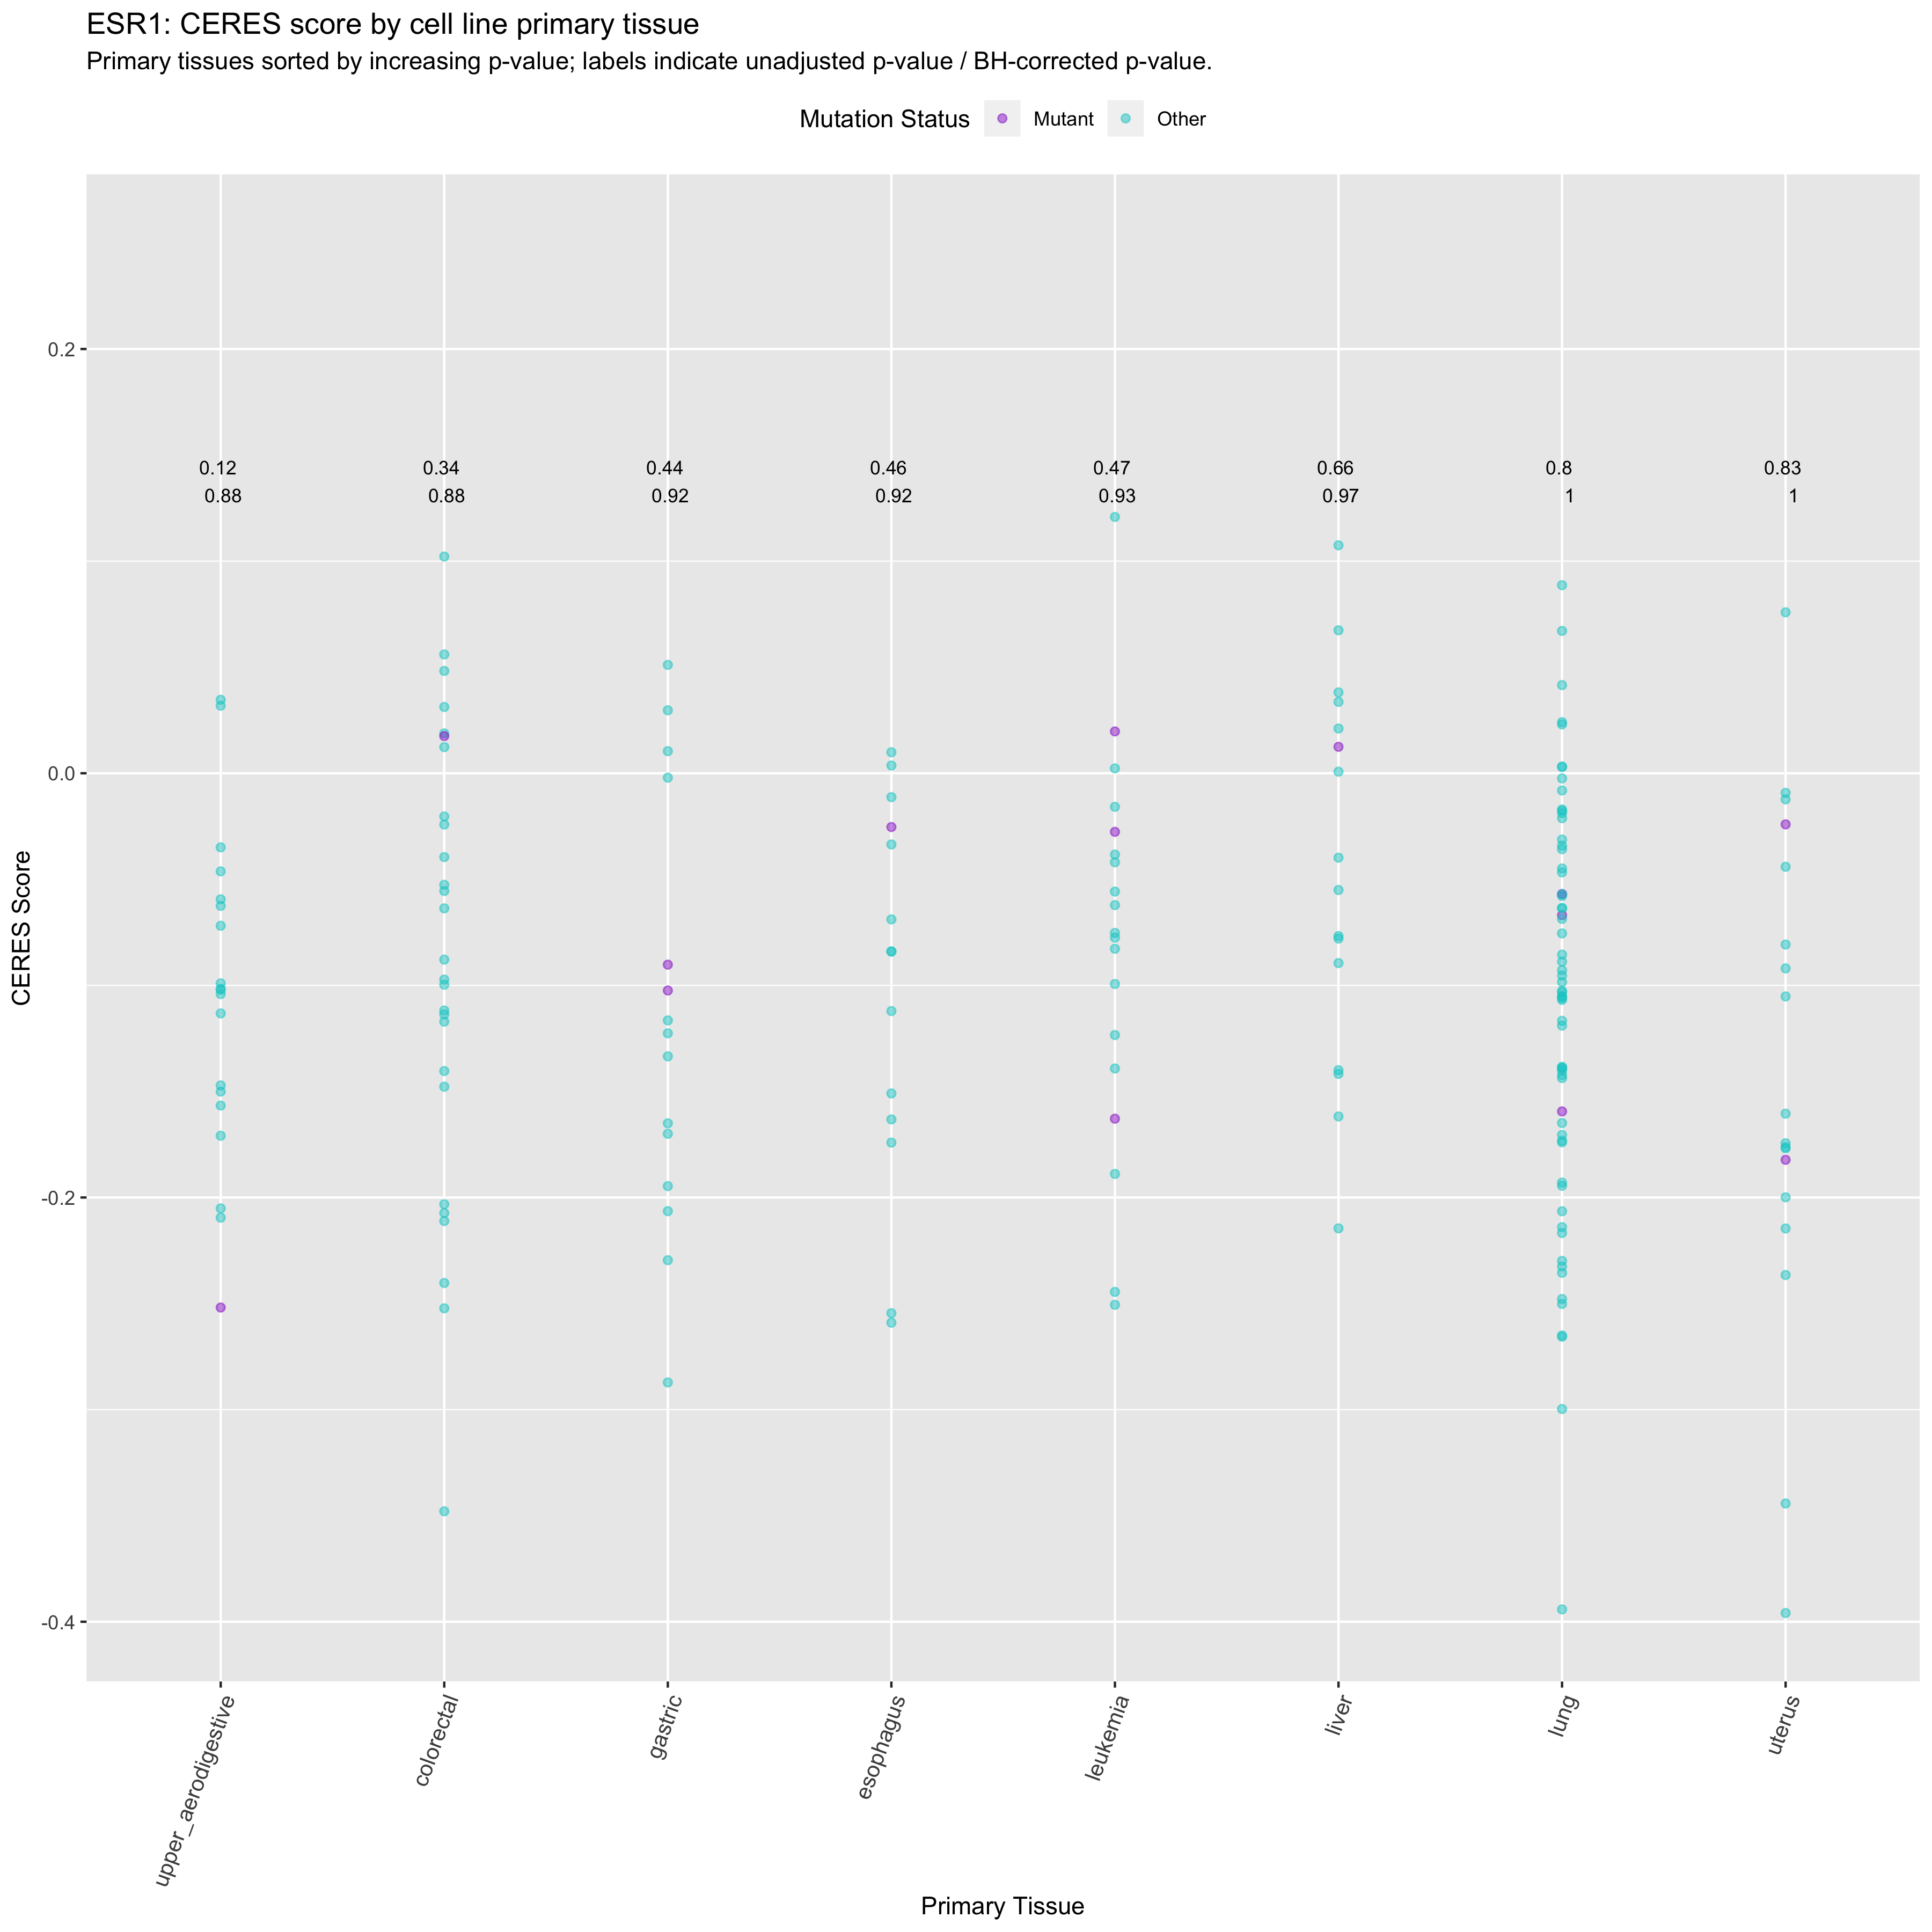 ESR1: CERES score by cell line primary tissue
Primary tissues sorted by increasing p-value; labels indicate unadjusted p-value / BH-corrected p-value.
Mutation Status Mutant Other
0.2
0.12 0.34 0.44 0.46 0.47 0.66 0.8 0.83
0.88 0.88 0.92 0.92 0.93 0.97 1 1
0.0
CERES Score
-0.2
-0.4
upper_aerodigestive colorectal gastric esophagus leukemia liver lung uterus
Primary Tissue